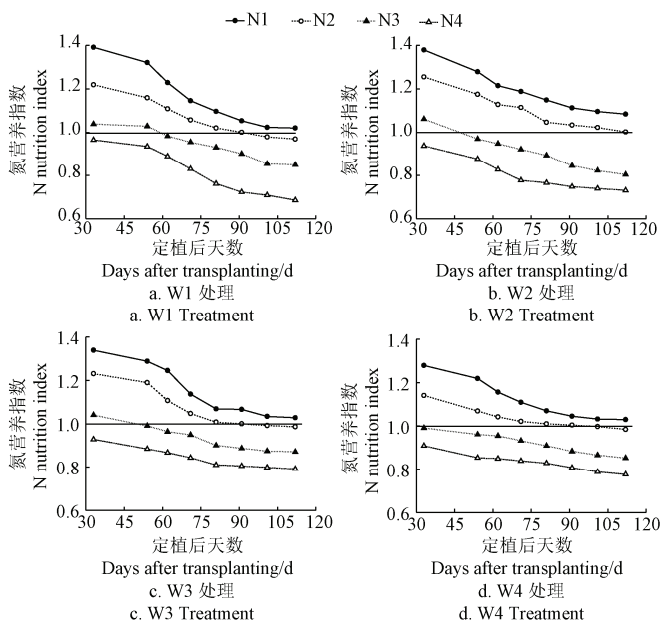 N1 N2 N3 N4
1.4
1.2
1.0
0.8
0.6
氮营养指数
N nutrition index
30 45 60 75 90 105 120
定植后天数
Days after transplanting/d
a. W1 处理
a. W1 Treatment
1.4
1.2
1.0
0.8
0.6
氮营养指数
N nutrition index
30 45 60 75 90 105 120
定植后天数
Days after transplanting/d
b. W2 处理
b. W2 Treatment
1.4
1.2
1.0
0.8
0.6
氮营养指数
N nutrition index
30 45 60 75 90 105 120
定植后天数
Days after transplanting/d
c. W3 处理
c. W3 Treatment
1.4
1.2
1.0
0.8
0.6
氮营养指数
N nutrition index
30 45 60 75 90 105 120
定植后天数
Days after transplanting/d
d. W4 处理
d. W4 Treatment